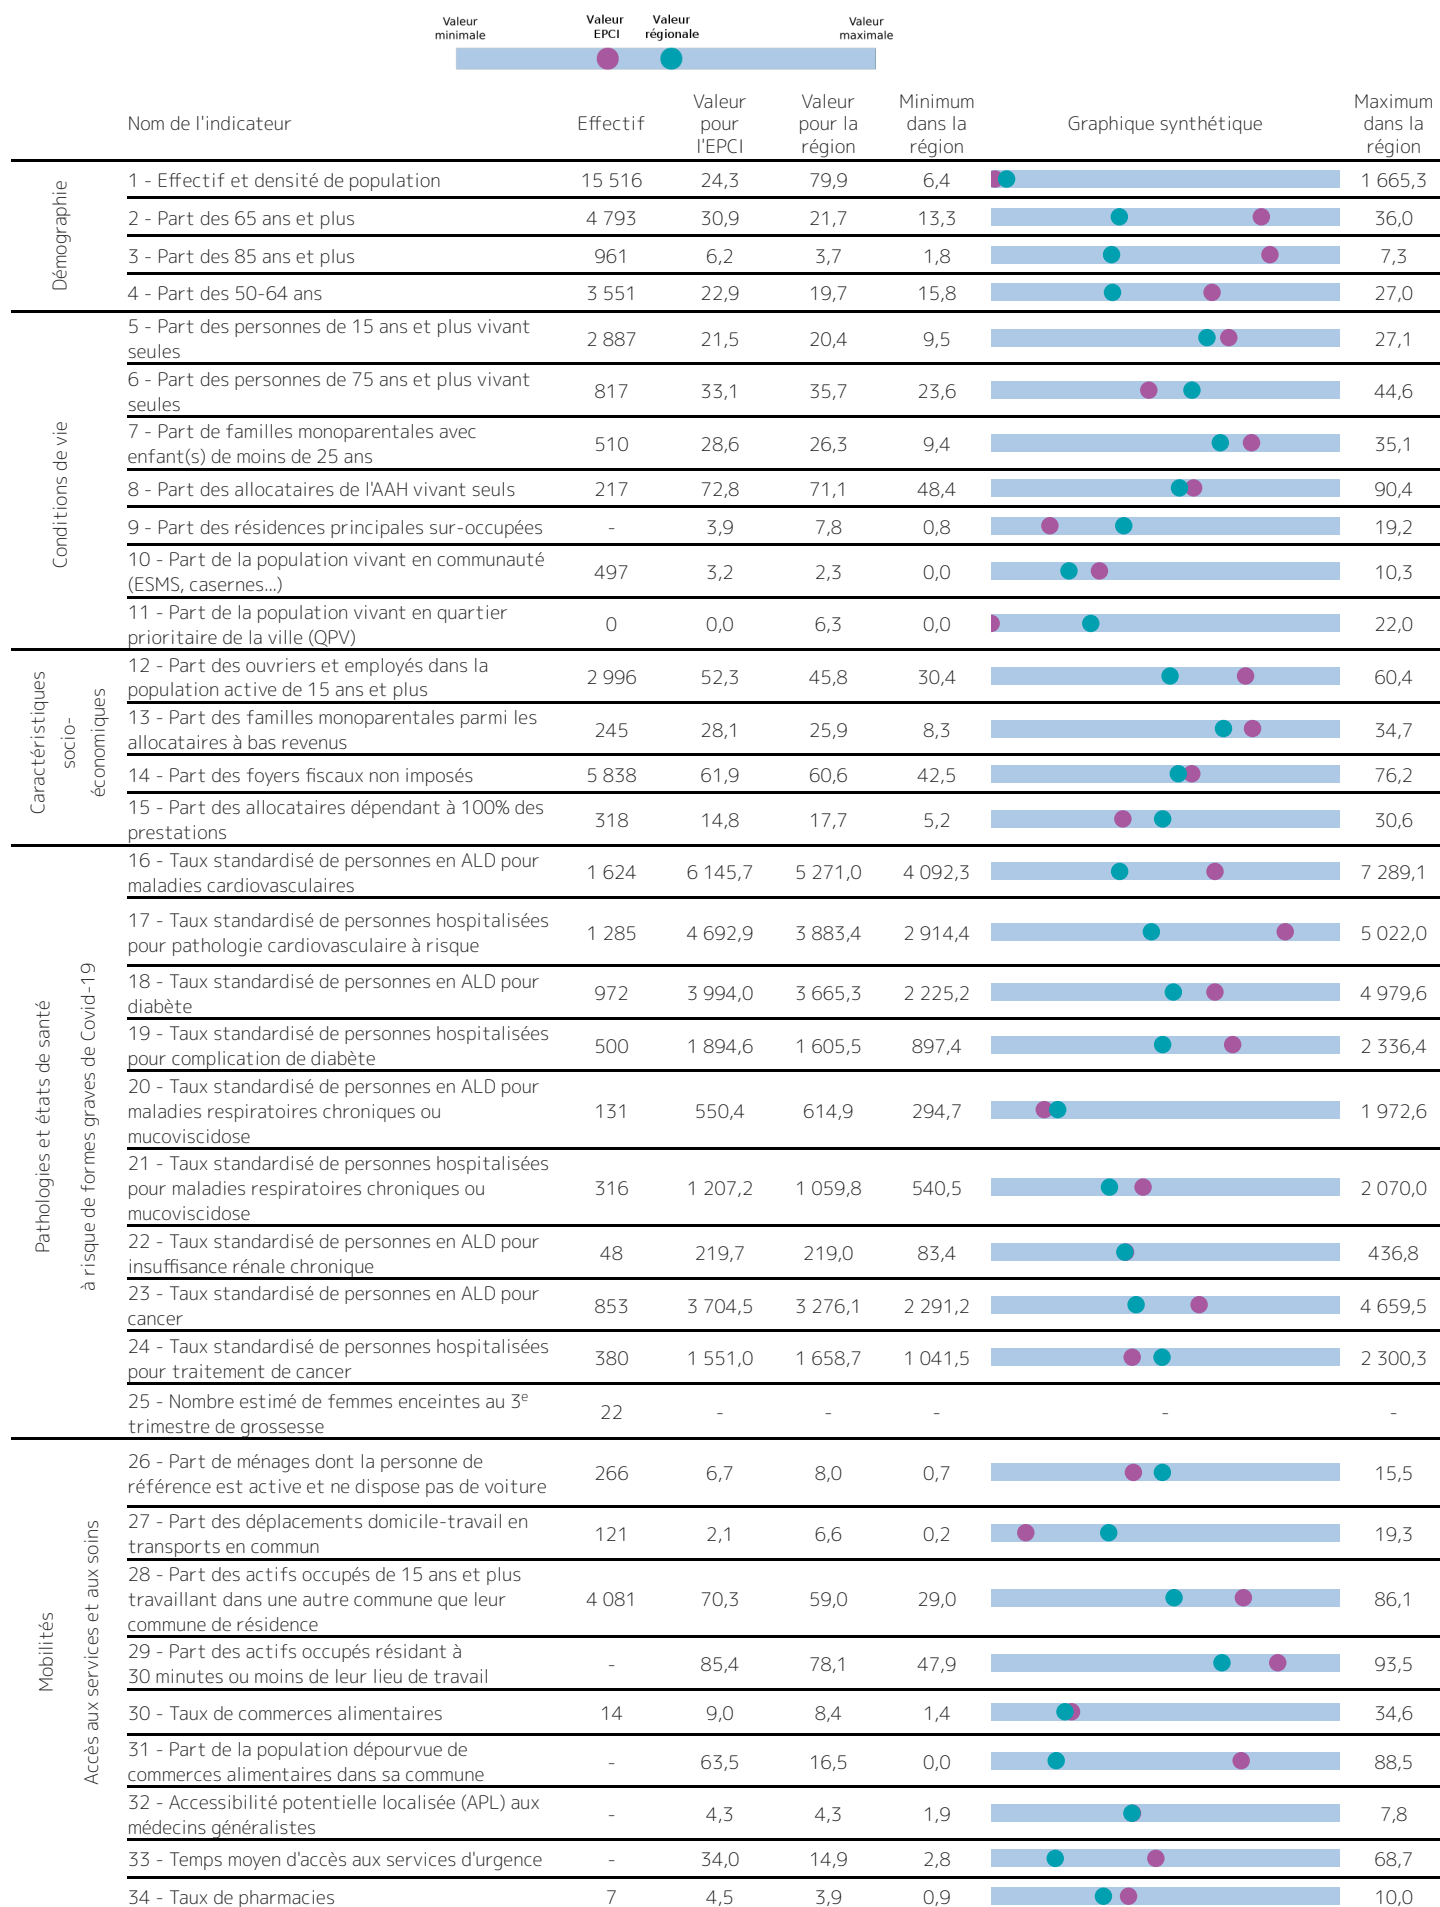 Valeur minimale
Valeur EPCI
Valeur régionale
Valeur maximale
Nom de l'indicateur
Effectif
Valeur pour l'EPCI
Valeur pour la région
Minimum dans la région
Graphique synthétique
Maximum dans la région
Démographie
1 - Effectif et densité de population 15 516 24,3 79,9 6,4 1 665,3
2 - Part des 65 ans et plus 4 793 30,9 21,7 13,3 36,0
3 - Part des 85 ans et plus 961 6,2 3,7 1,8 7,3
4 - Part des 50-64 ans 3 551 22,9 19,7 15,8 27,0
Conditions de vie
5 - Part des personnes de 15 ans et plus vivant
seules 2 887 21,5 20,4 9,5 27,1
6 - Part des personnes de 75 ans et plus vivant
seules 817 33,1 35,7 23,6 44,6
7 - Part de familles monoparentales avec
enfant(s) de moins de 25 ans 510 28,6 26,3 9,4 35,1
8 - Part des allocataires de l'AAH vivant seuls 217 72,8 71,1 48,4 90,4
9 - Part des résidences principales sur-occupées - 3,9 7,8 0,8 19,2
10 - Part de la population vivant en communauté
(ESMS, casernes...) 497 3,2 2,3 0,0 10,3
11 - Part de la population vivant en quartier
prioritaire de la ville (QPV) 0 0,0 6,3 0,0 22,0
Caractéristiques
socio-
économiques
12 - Part des ouvriers et employés dans la
population active de 15 ans et plus 2 996 52,3 45,8 30,4 60,4
13 - Part des familles monoparentales parmi les
allocataires à bas revenus 245 28,1 25,9 8,3 34,7
14 - Part des foyers fiscaux non imposés 5 838 61,9 60,6 42,5 76,2
15 - Part des allocataires dépendant à 100% des
prestations 318 14,8 17,7 5,2 30,6
Pathologies et états de santé
à risque de formes graves de Covid-19
16 - Taux standardisé de personnes en ALD pour
maladies cardiovasculaires 1 624 6 145,7 5 271,0 4 092,3 7 289,1
17 - Taux standardisé de personnes hospitalisées
pour pathologie cardiovasculaire à risque 1 285 4 692,9 3 883,4 2 914,4 5 022,0
18 - Taux standardisé de personnes en ALD pour
diabète 972 3 994,0 3 665,3 2 225,2 4 979,6
19 - Taux standardisé de personnes hospitalisées
pour complication de diabète 500 1 894,6 1 605,5 897,4 2 336,4
20 - Taux standardisé de personnes en ALD pour
maladies respiratoires chroniques ou 131 550,4 614,9 294,7 1 972,6
mucoviscidose
21 - Taux standardisé de personnes hospitalisées
pour maladies respiratoires chroniques ou 316 1 207,2 1 059,8 540,5 2 070,0
mucoviscidose
22 - Taux standardisé de personnes en ALD pour
insuffisance rénale chronique 48 219,7 219,0 83,4 436,8
23 - Taux standardisé de personnes en ALD pour
cancer 853 3 704,5 3 276,1 2 291,2 4 659,5
24 - Taux standardisé de personnes hospitalisées
pour traitement de cancer 380 1 551,0 1 658,7 1 041,5 2 300,3
25 - Nombre estimé de femmes enceintes au 3e
trimestre de grossesse 22 - - - - -
Mobilités
Accès aux services et aux soins
26 - Part de ménages dont la personne de
référence est active et ne dispose pas de voiture 266 6,7 8,0 0,7 15,5
27 - Part des déplacements domicile-travail en
transports en commun 121 2,1 6,6 0,2 19,3
28 - Part des actifs occupés de 15 ans et plus
travaillant dans une autre commune que leur 4 081 70,3 59,0 29,0 86,1
commune de résidence
29 - Part des actifs occupés résidant à
30 minutes ou moins de leur lieu de travail - 85,4 78,1 47,9 93,5
30 - Taux de commerces alimentaires 14 9,0 8,4 1,4 34,6
31 - Part de la population dépourvue de
commerces alimentaires dans sa commune - 63,5 16,5 0,0 88,5
32 - Accessibilité potentielle localisée (APL) aux
médecins généralistes - 4,3 4,3 1,9 7,8
33 - Temps moyen d'accès aux services d'urgence - 34,0 14,9 2,8 68,7
34 - Taux de pharmacies 7 4,5 3,9 0,9 10,0